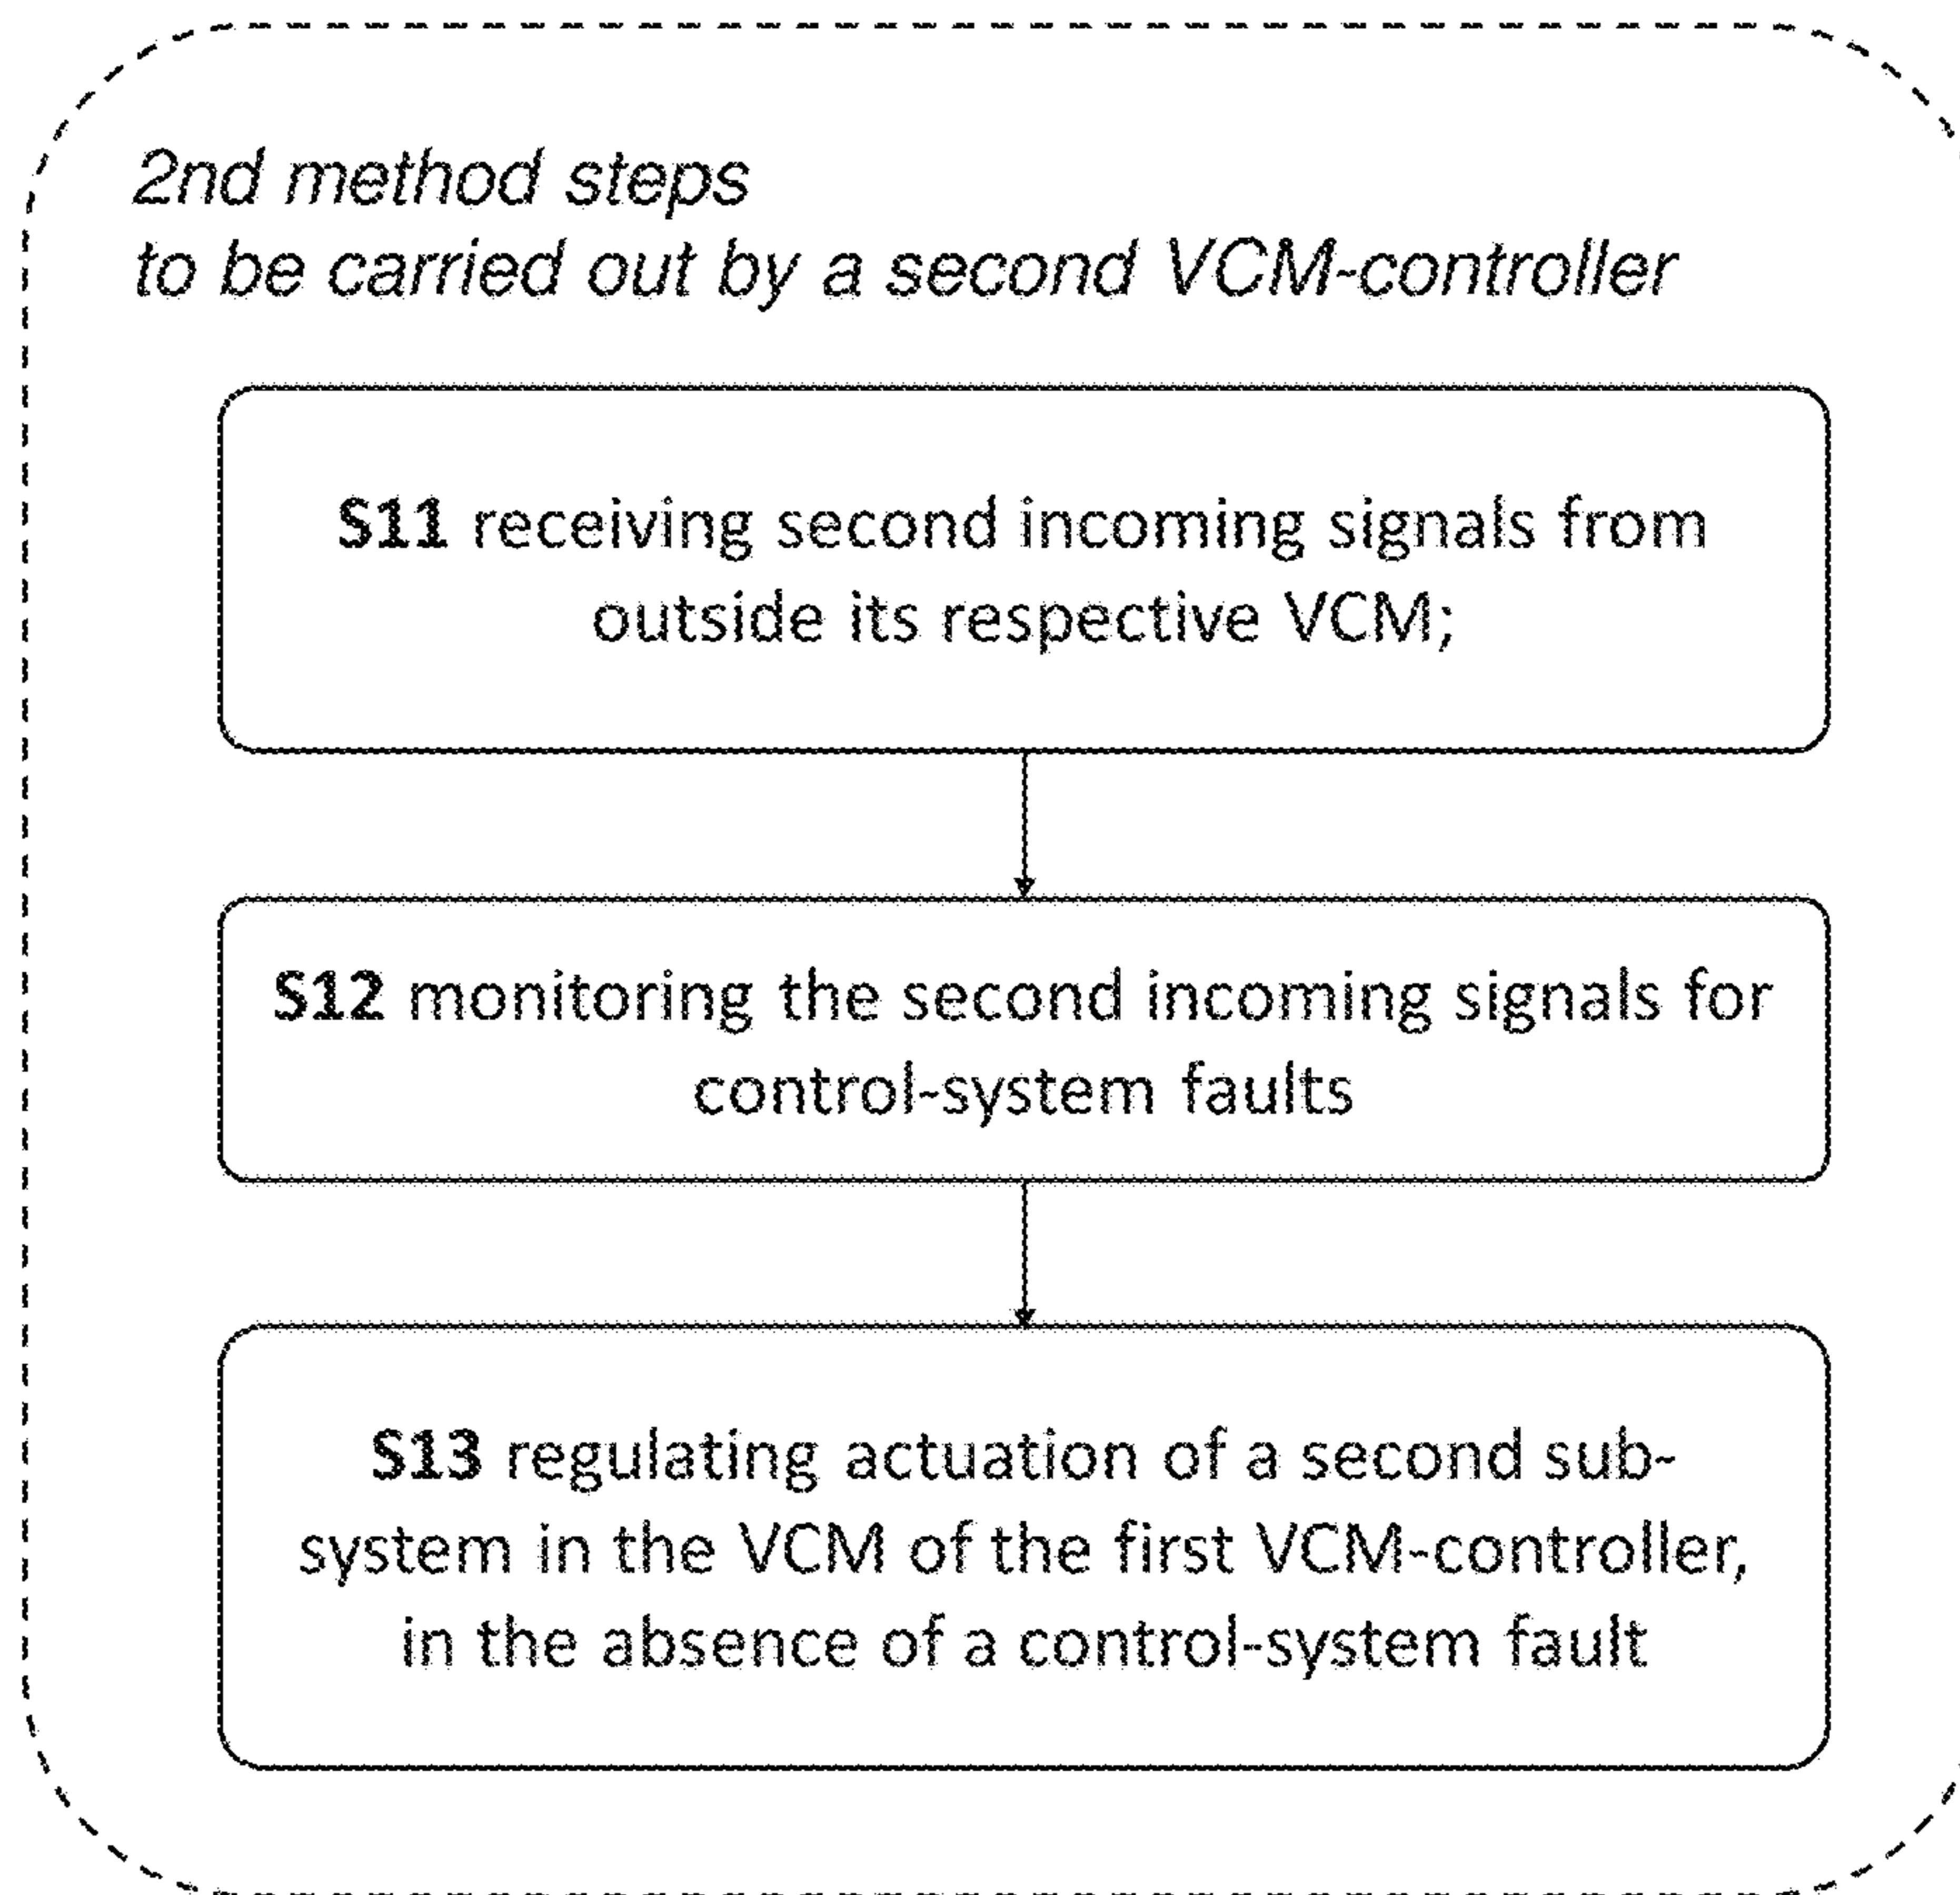 2nd method steps
to be carried out by a second VCM-controller
S11 receiving second incoming signals from
outside its respective VCM;
S12 monitoring the second incoming signals for
control-system faults
S13 regulating actuation of a second sub-
system in the VCM of the first VCM-controller,
in the absence of a control-system fault